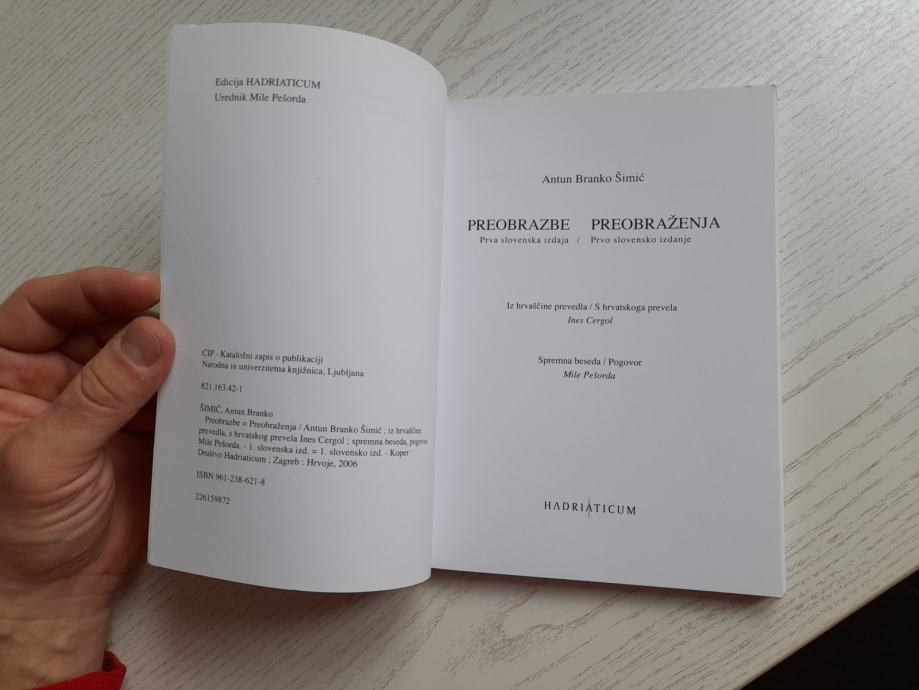 Edicija HADRIATICUM
Urednik Mile Pešorda
CIP - Kataložni zapis o publikaciji
Narodna in univerzitetna knjižnica, Ljubljana
821.163.42-1
ŠIMIĆ, Antun Branko
Preobrazbe = Preobraženja / Antun Branko Šimić ; iz hrvaščine
prevedla, s hrvatskog prevela Ines Cergol ; spremna beseda, pogovor
Mile Pešorda. - 1. slovenska izd. = 1. slovensko izd. - Koper :
Društvo Hadriaticum ; Zagreb : Hrvoje, 2006
ISBN 961-238-621-8
226159872
Antun Branko Šimić
PREOBRAZBE PREOBRAŽENJA
Prva slovenska izdaja / Prvo slovensko izdanje
Iz hrvaščine prevedla / S hrvatskoga prevela
Ines Cergol
Spremna beseda / Pogovor
Mile Pešorda
HADRIATICUM